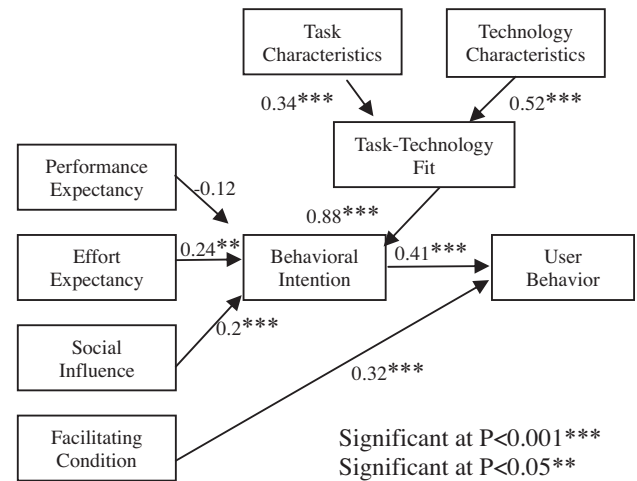 Task
Characteristics
Technology
Characteristics
0.34***
0.52***
Task-Technology
Fit
Performance
Expectancy
-0.12
0.88***
Effort
Expectancy
0.24**
Behavioral
Intention
0.41***
User
Behavior
Social
Influence
0.2***
0.32***
Facilitating
Condition
Significant at P<0.001***
Significant at P<0.05**